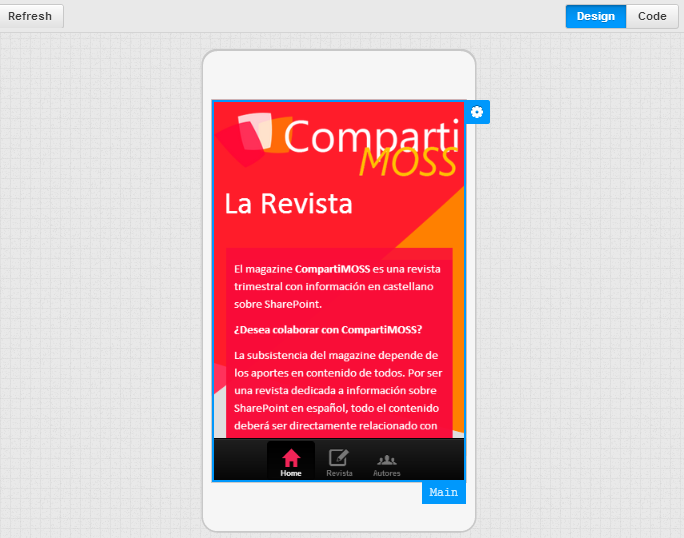 Refresh
Design Code
Comparti
MOSS
La Revista
El magazine CompartiMOSS es una revista
trimestral con información en castellano
sobre SharePoint.
¿Desea colaborar con CompartiMOSS?
La subsistencia del magazine depende de
los aportes en contenido de todos. Por ser
una revista dedicada a información sobre
SharePoint en español, todo el contenido
deberá ser directamente relacionado con
Home Revista Autores
Main